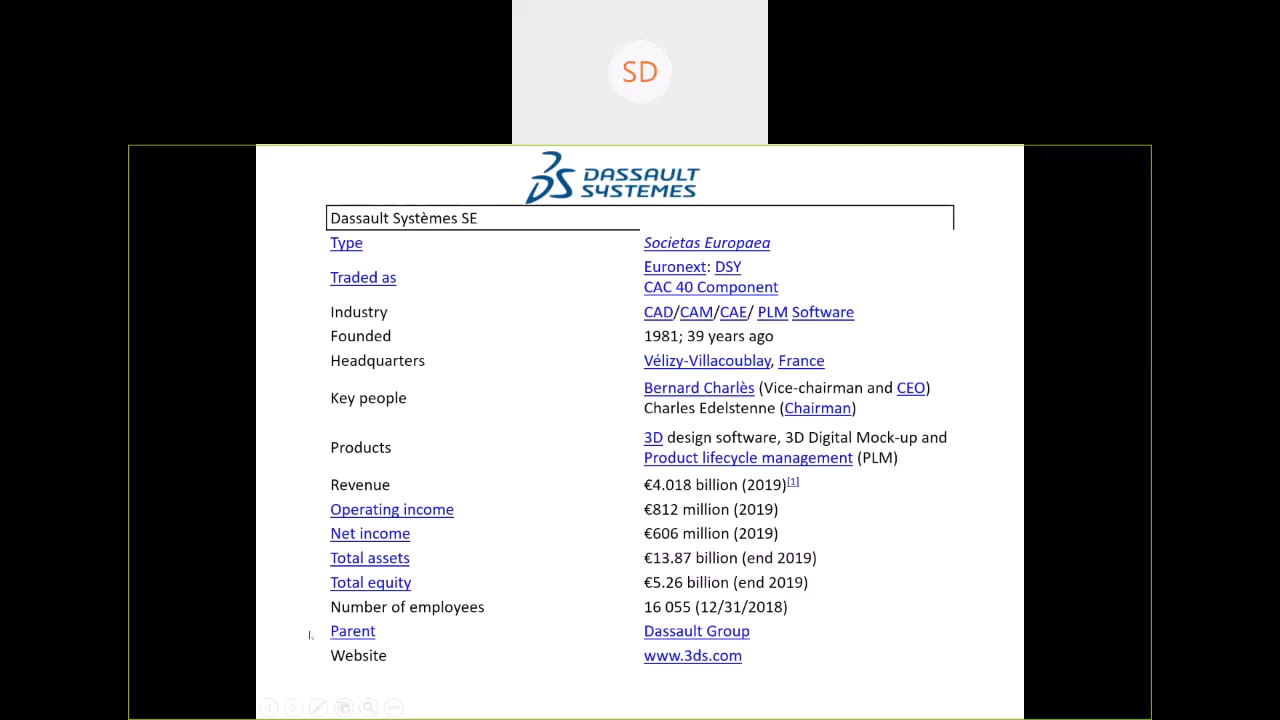 SD
DASSAULT
SYSTEMES
Dassault Systèmes SE
Type Societas Europaea
Traded as Euronext: DSY
CAC 40 Component
Industry CAD/CAM/CAE/ PLM Software
Founded 1981; 39 years ago
Headquarters Vélizy-Villacoublay, France
Key people Bernard Charlès (Vice-chairman and CEO)
Charles Edelstenne (Chairman)
Products 3D design software, 3D Digital Mock-up and
Product lifecycle management (PLM)
Revenue €4.018 billion (2019)[1]
Operating income €812 million (2019)
Net income €606 million (2019)
Total assets €13.87 billion (end 2019)
Total equity €5.26 billion (end 2019)
Number of employees 16 055 (12/31/2018)
Parent Dassault Group
Website www.3ds.com